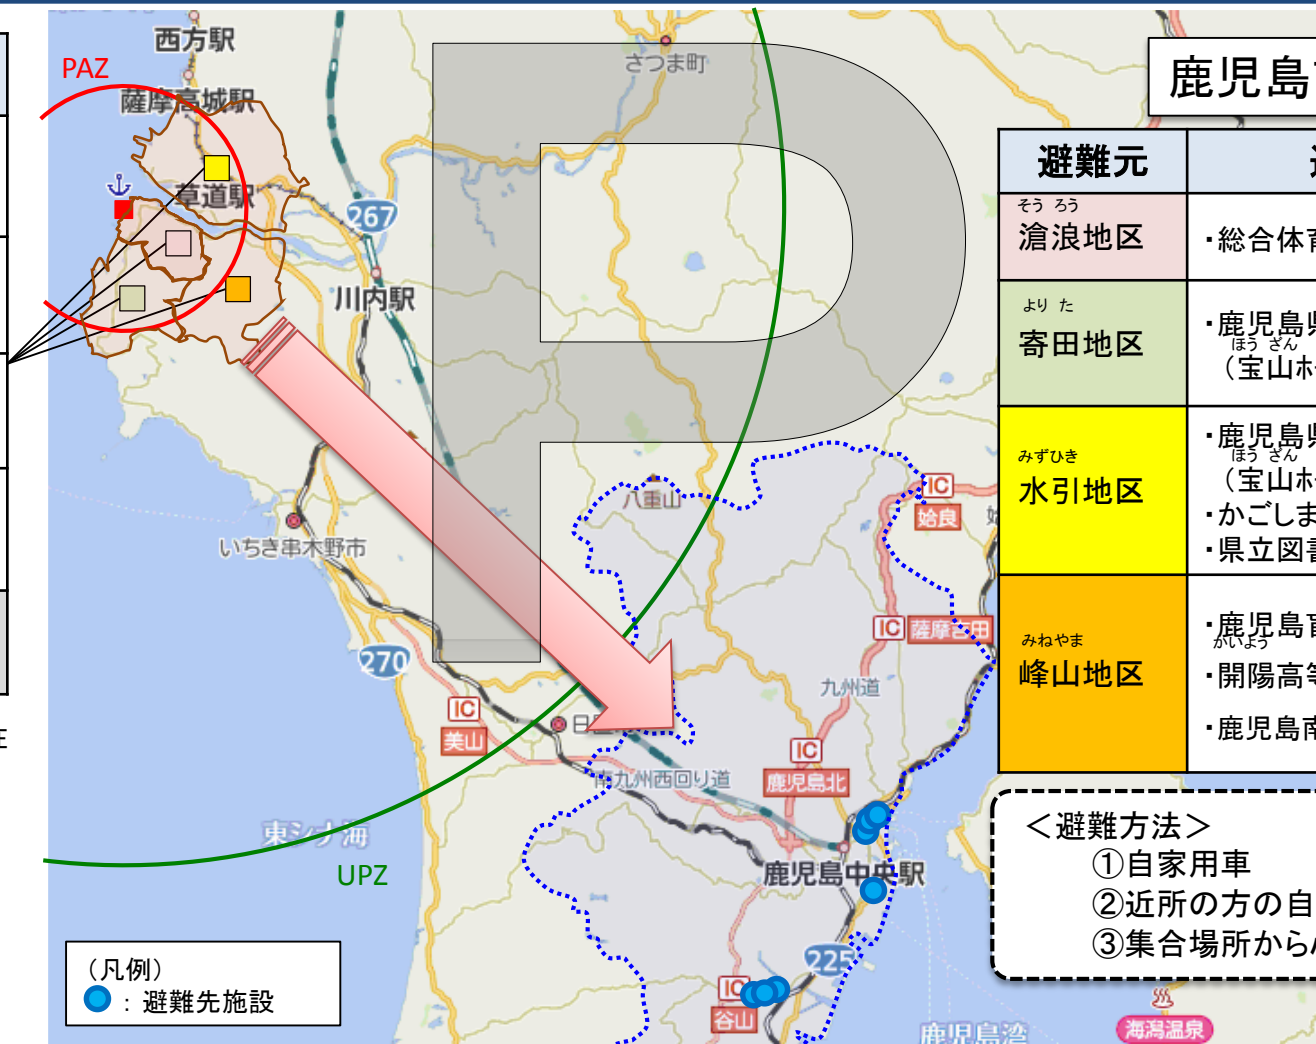 西方駅
PAZ
薩摩高城駅
草道駅
267
川内駅
さつま町
P
八重山
いちき串木野市
270
IC
美山
IC
姶良
IC
薩摩吉田
九州道
IC
鹿児島北
南九州西回り道
東シナ海
UPZ
鹿児島中央駅
225
IC
谷山
鹿児島湾
海潟温泉
（凡例）
：避難先施設
鹿児島
避難元
そう ろう
滄浪地区
・総合体育
より た
寄田地区
・鹿児島県
ほう ざん
（宝山ホ
みずひき
水引地区
・鹿児島県
ほう ざん
（宝山ホ
・かごしま
・県立図書
みねやま
峰山地区
・鹿児島盲
かいよう
・開陽高等
・鹿児島南
＜避難方法＞
①自家用車
②近所の方の自
③集合場所から